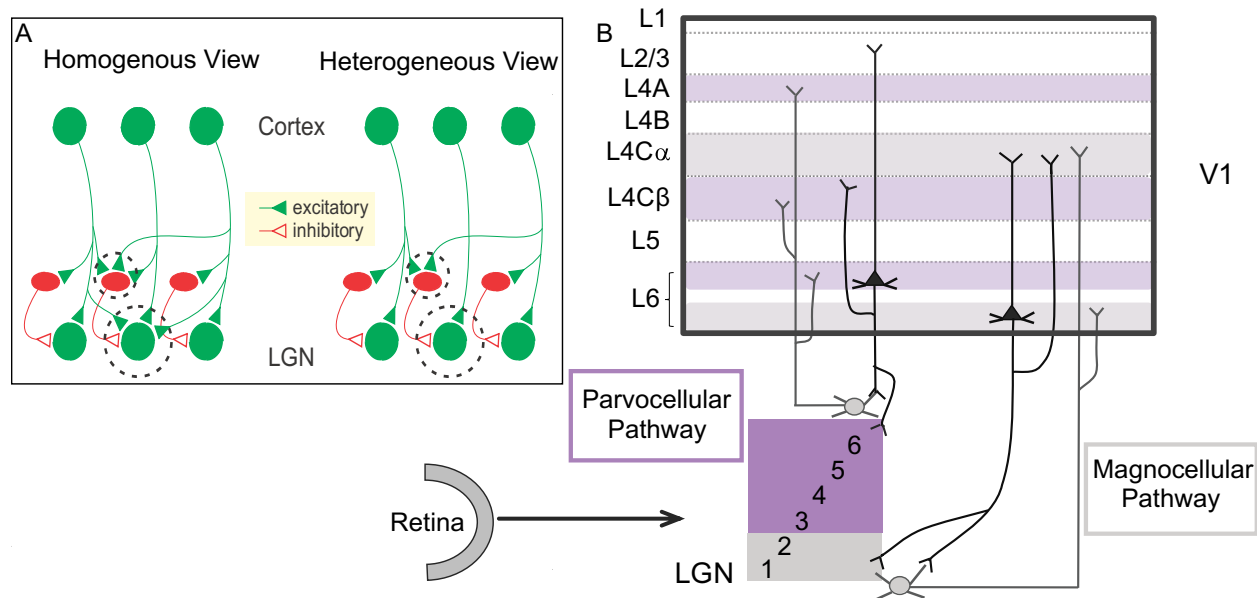 A
Homogenous View
Heterogeneous View
Cortex
excitatory
inhibitory
LGN
B
L1
L2/3
L4A
L4B
L4Cα
L4Cβ
L5
L6
V1
Parvocellular
Pathway
Magnocellular
Pathway
Retina
6
5
4
3
2
1
LGN